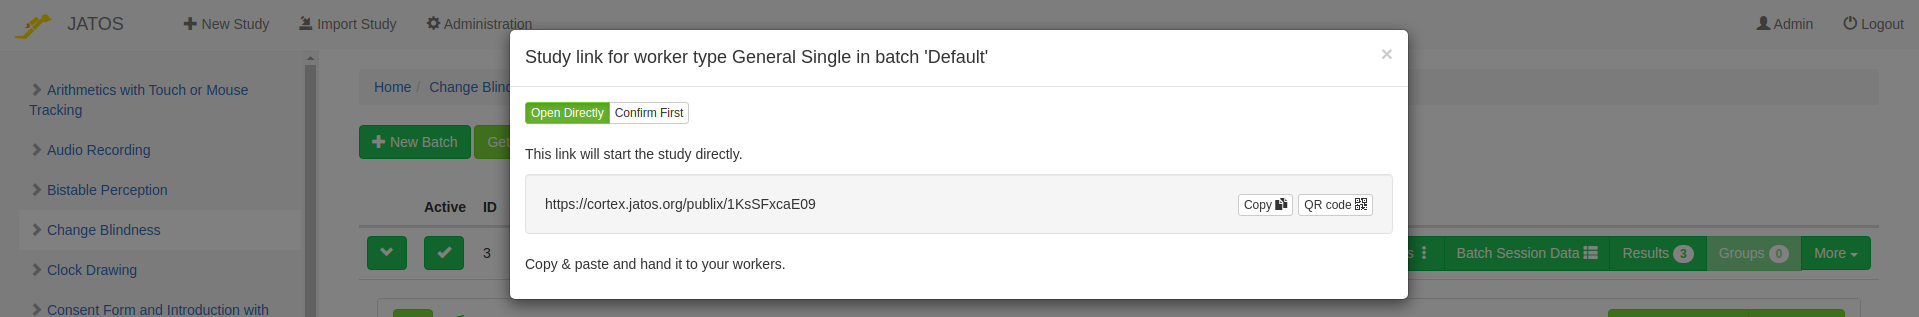 JATOS
New Study
Import Study
Administration
Admin
Logout
Study link for worker type General Single in batch 'Default'
×
Arithmetics with Touch or Mouse
Tracking
Audio Recording
Bistable Perception
Change Blindness
Clock Drawing
Consent Form and Introduction with
Home / Change Blind
New Batch
Get
Active ID
3
Open Directly
Confirm First
This link will start the study directly.
https://cortex.jatos.org/publix/1KsSFxcaE09
Copy
QR code
Copy & paste and hand it to your workers.
s
Batch Session Data
Results 3
Groups 0
More